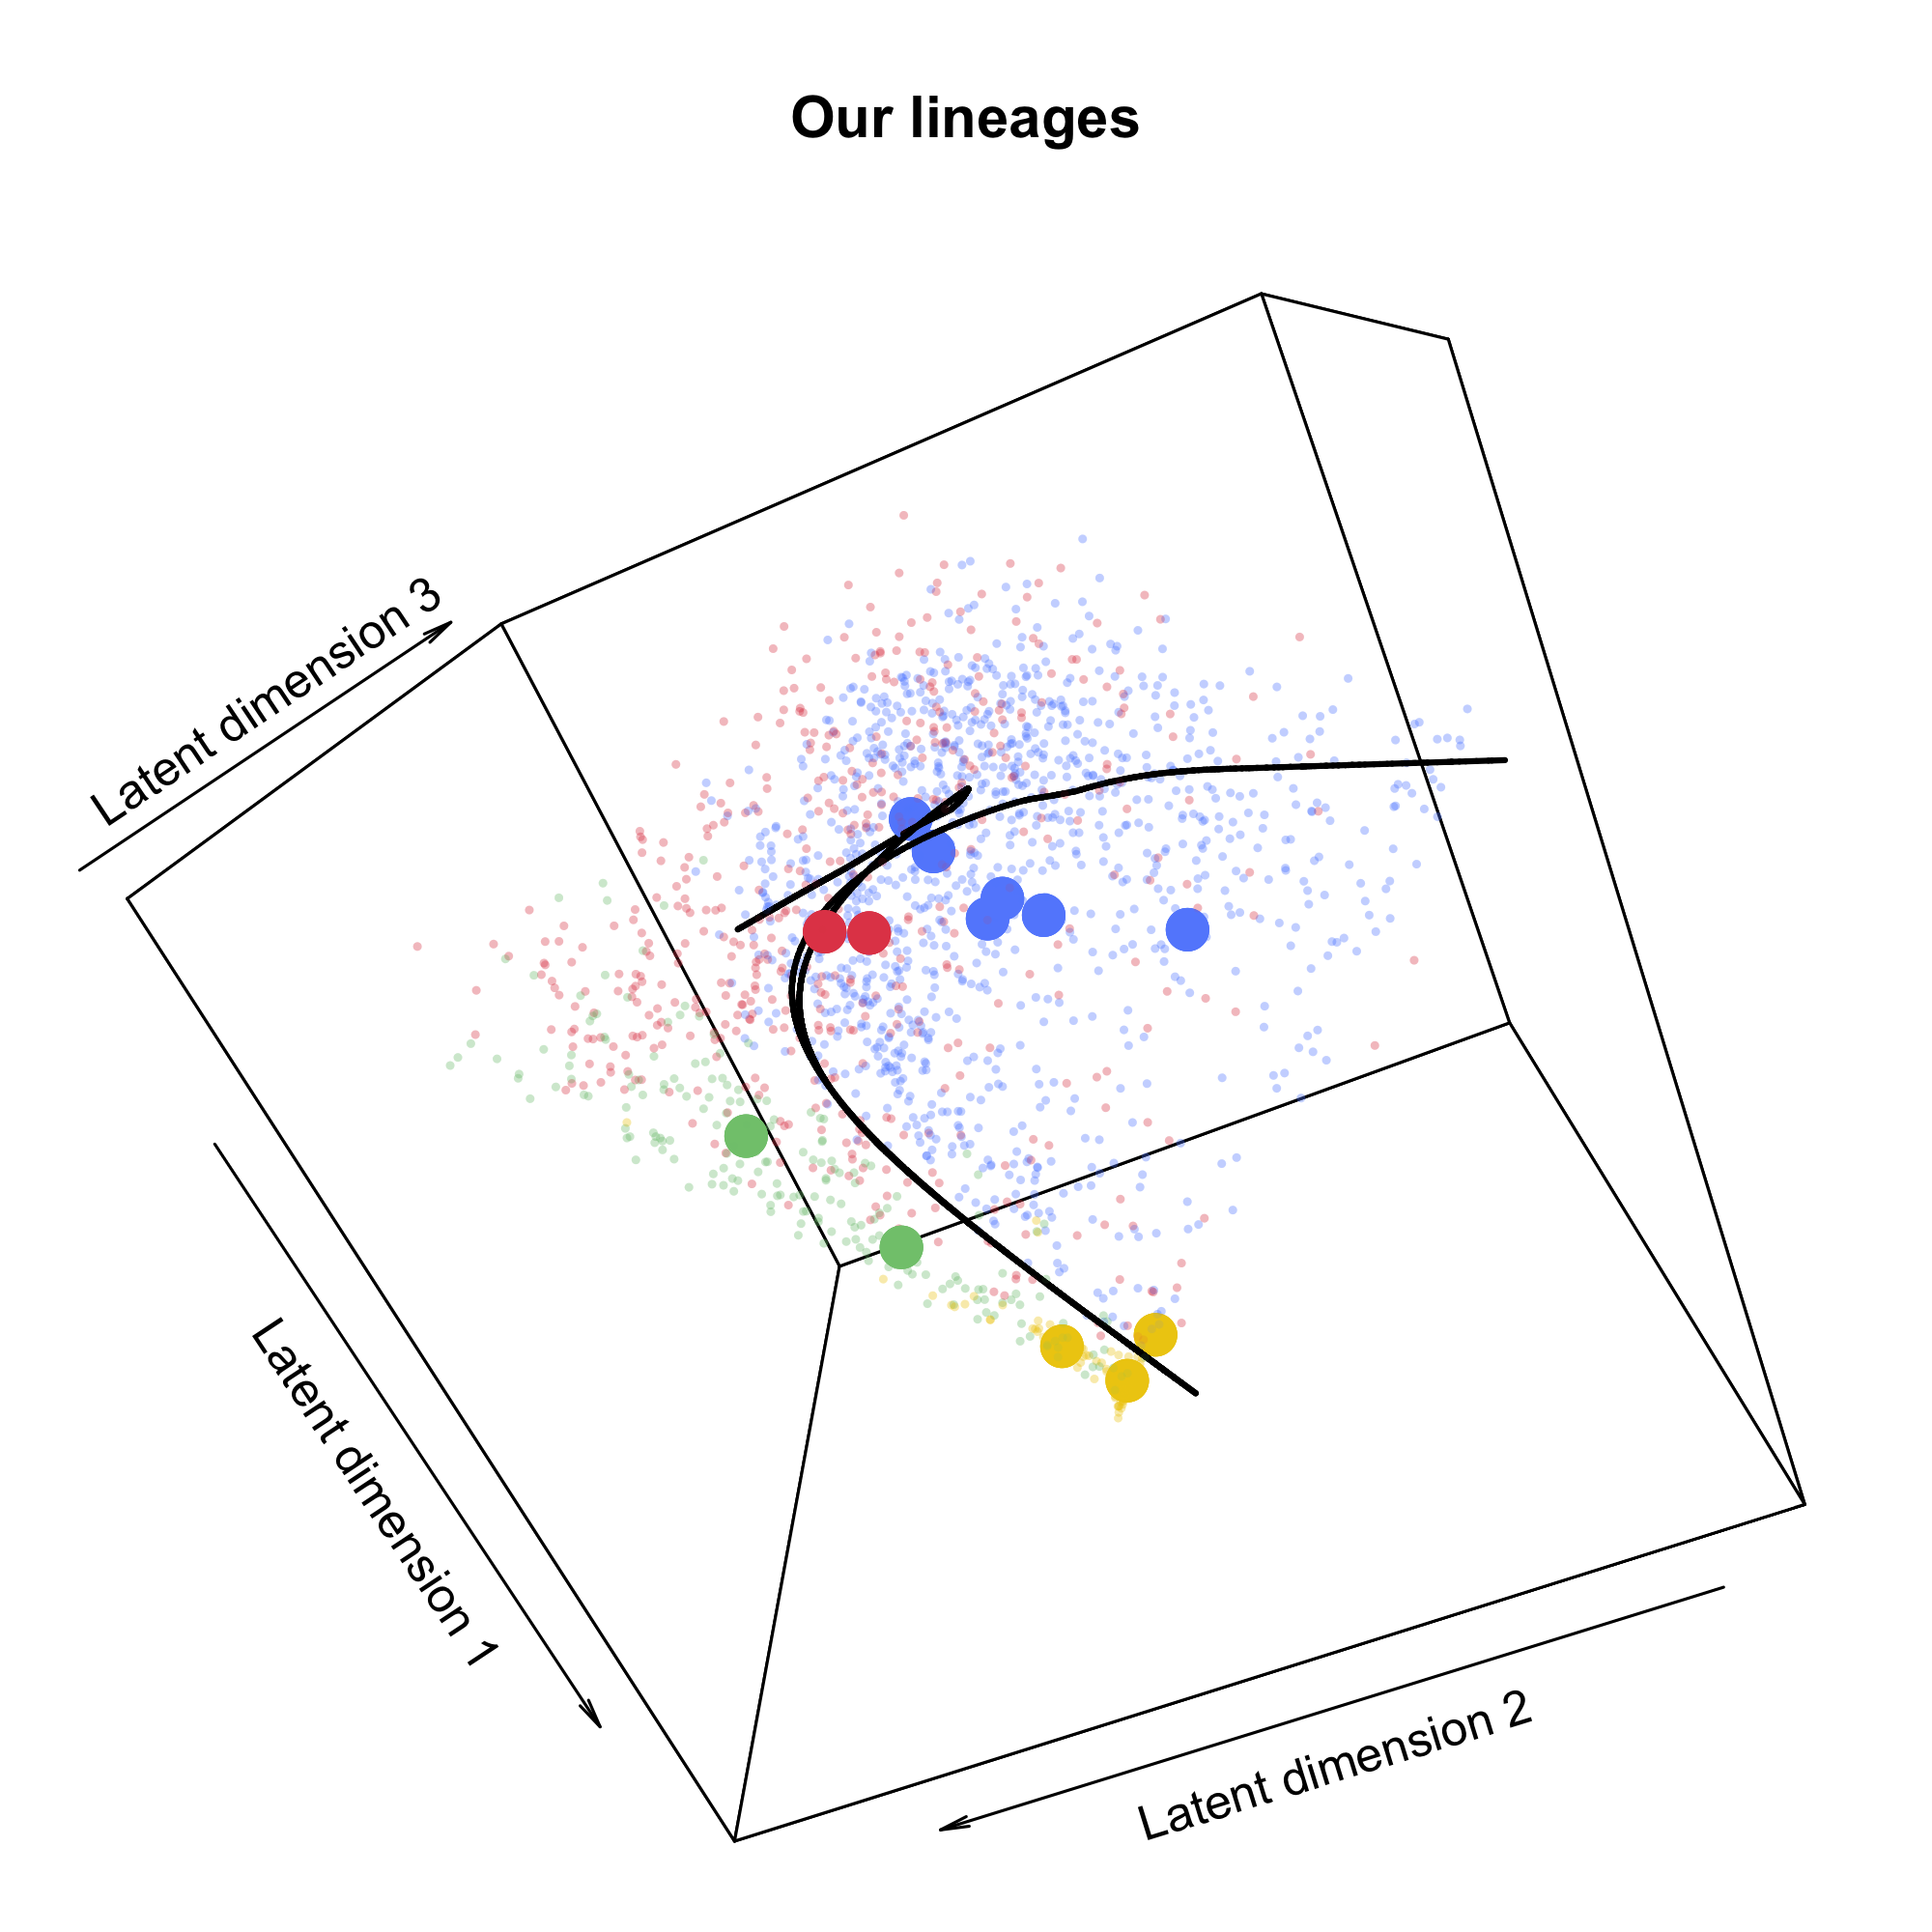 Our lineages
Latent dimension 3
Latent dimension 1
Latent dimension 2